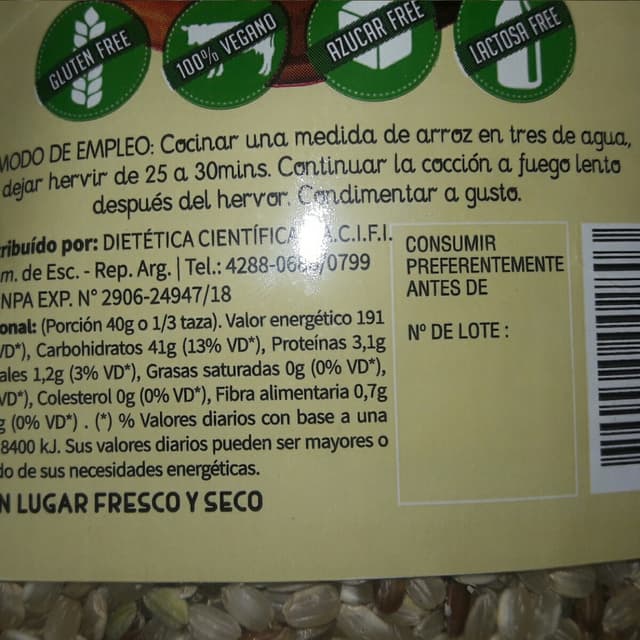 GLUTEN FREE
100% VEGANO
AZUCAR FREE
LACTOSA FREE
MODO DE EMPLEO: Cocinar una medida de arroz en tres de agua,
dejar hervir de 25 a 30mins. Continuar la cocción a fuego lento
después del hervor. Condimentar a gusto.
ribuído por: DIETÉTICA CIENTÍFICA A.C.I.F.I.
m. de Esc. - Rep. Arg. | Tel.: 4288-06 /0799
NPA EXP. N° 2906-24947/18
onal: (Porción 40g o 1/3 taza). Valor energético 191
VD*), Carbohidratos 41g (13% VD*), Proteínas 3,1g
ales 1,2g (3% VD*), Grasas saturadas 0g (0% VD*),
VD*), Colesterol 0g (0% VD*), Fibra alimentaria 0,7g
g (0% VD*) . (*) % Valores diarios con base a una
8400 kJ. Sus valores diarios pueden ser mayores o
do de sus necesidades energéticas.
N LUGAR FRESCO Y SECO
CONSUMIR
PREFERENTEMENTE
ANTES DE
N° DE LOTE :